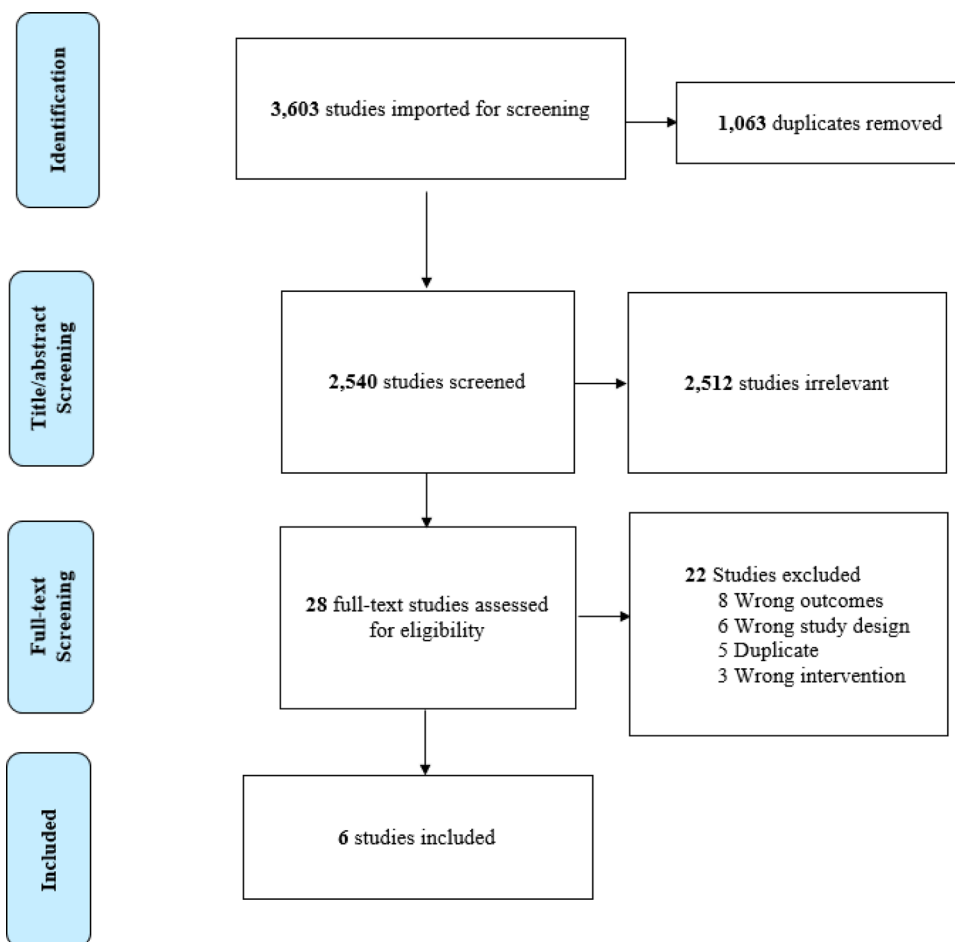 Identification
3,603 studies imported for screening
1,063 duplicates removed
Title/abstract
Screening
2,540 studies screened
2,512 studies irrelevant
Full-text
Screening
28 full-text studies assessed
for eligibility
22 Studies excluded
8 Wrong outcomes
6 Wrong study design
5 Duplicate
3 Wrong intervention
Included
6 studies included